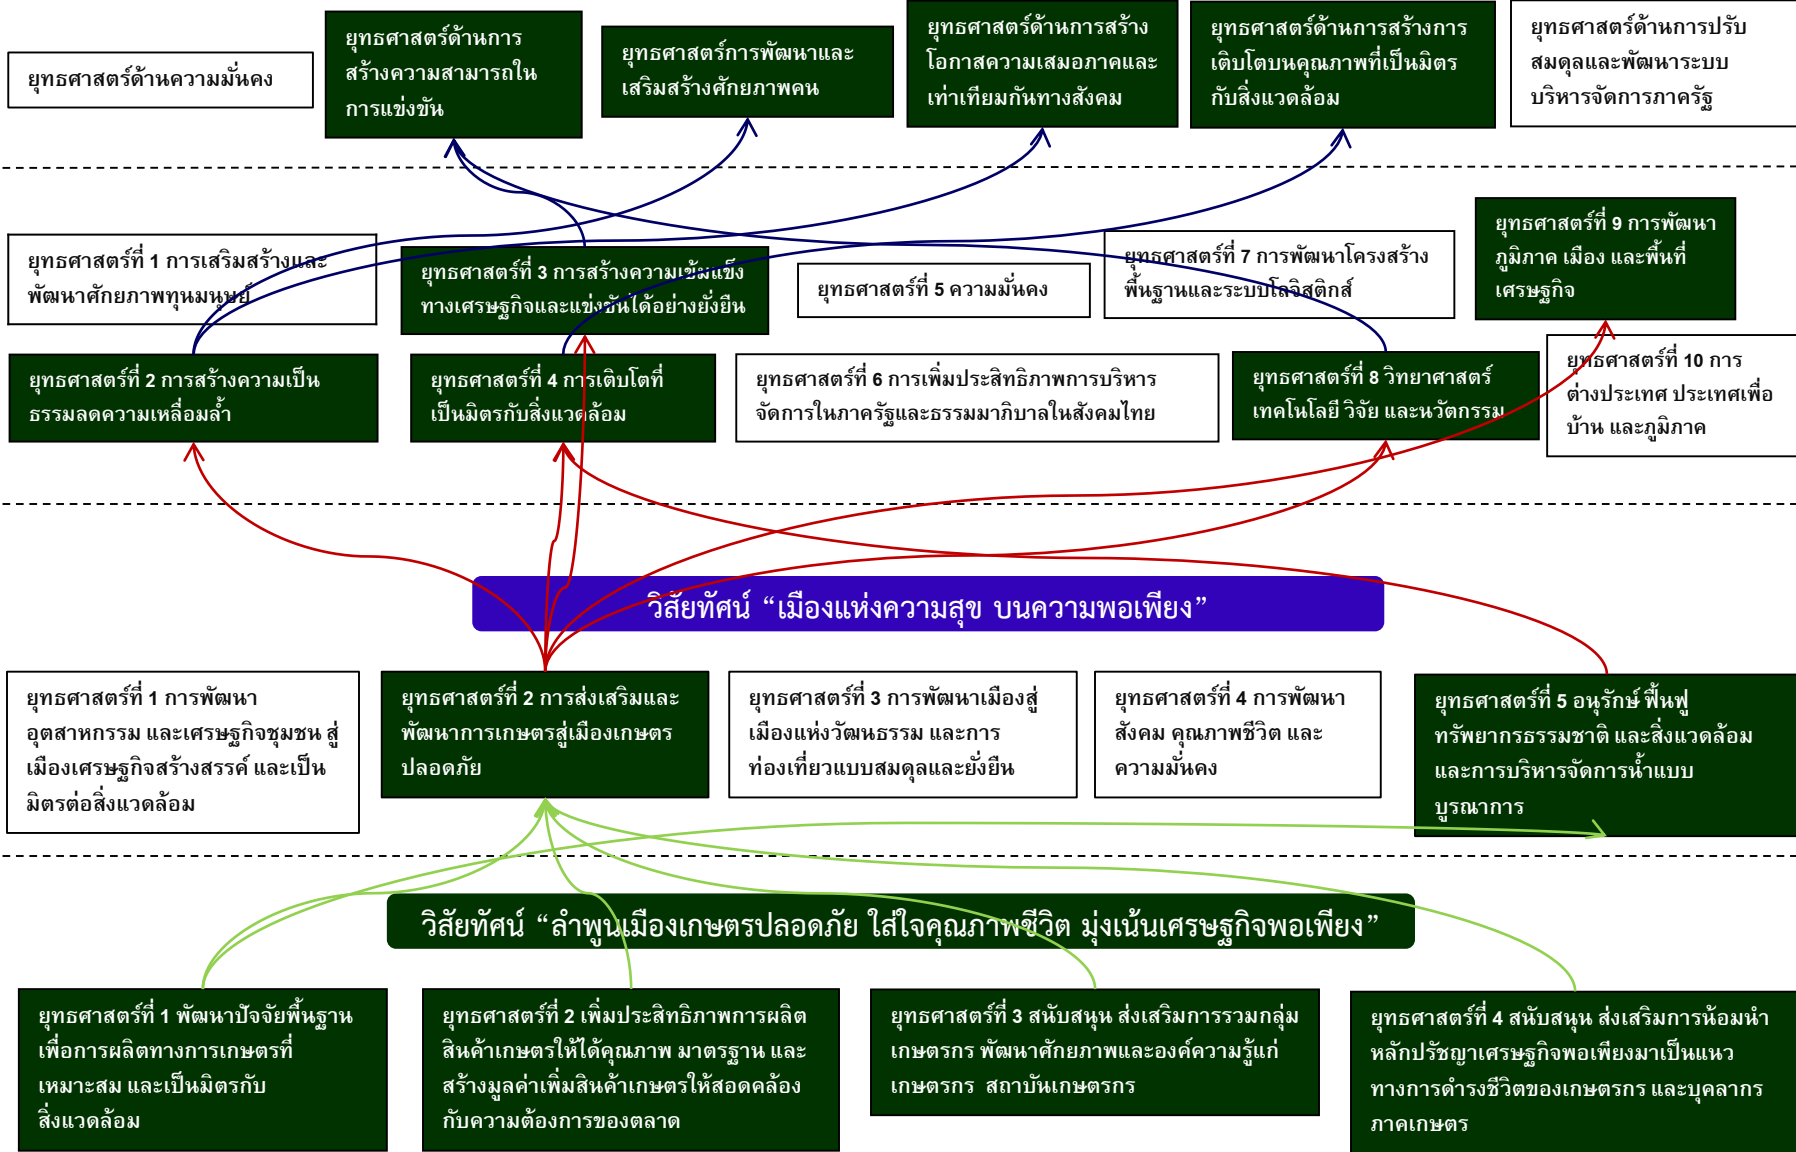 ยุทธศาสตร์ด้านความมั่นคง
ยุทธศาสตร์ด้านการ
สร้างความสามารถใน
การแข่งขัน
ยุทธศาสตร์การพัฒนาและ
เสริมสร้างศักยภาพคน
ยุทธศาสตร์ด้านการสร้าง
โอกาสความเสมอภาคและ
เท่าเทียมกันทางสังคม
ยุทธศาสตร์ด้านการสร้างการ
เติบโตบนคุณภาพที่เป็นมิตร
กับสิ่งแวดล้อม
ยุทธศาสตร์ด้านการปรับ
สมดุลและพัฒนาระบบ
บริหารจัดการภาครัฐ
ยุทธศาสตร์ที่ 1 การเสริมสร้างและ
พัฒนาศักยภาพทุนมนุษย์
ยุทธศาสตร์ที่ 3 การสร้างความเข้มแข็ง
ทางเศรษฐกิจและแข่งขันได้อย่างยั่งยืน
ยุทธศาสตร์ที่ 5 ความมั่นคง
ยุทธศาสตร์ที่ 7 การพัฒนาโครงสร้าง
พื้นฐานและระบบโลจิสติกส์
ยุทธศาสตร์ที่ 9 การพัฒนา
ภูมิภาค เมือง และพื้นที่
เศรษฐกิจ
ยุทธศาสตร์ที่ 2 การสร้างความเป็น
ธรรมลดความเหลื่อมล้ำ
ยุทธศาสตร์ที่ 4 การเติบโตที่
เป็นมิตรกับสิ่งแวดล้อม
ยุทธศาสตร์ที่ 6 การเพิ่มประสิทธิภาพการบริหาร
จัดการในภาครัฐและธรรมมาภิบาลในสังคมไทย
ยุทธศาสตร์ที่ 8 วิทยาศาสตร์
เทคโนโลยี วิจัย และนวัตกรรม
ยุทธศาสตร์ที่ 10 การ
ต่างประเทศ ประเทศเพื่อ
บ้าน และภูมิภาค
วิสัยทัศน์ “เมืองแห่งความสุข บนความพอเพียง”
ยุทธศาสตร์ที่ 1 การพัฒนา
อุตสาหกรรม และเศรษฐกิจชุมชน สู่
เมืองเศรษฐกิจสร้างสรรค์ และเป็น
มิตรต่อสิ่งแวดล้อม
ยุทธศาสตร์ที่ 2 การส่งเสริมและ
พัฒนาการเกษตรสู่เมืองเกษตร
ปลอดภัย
ยุทธศาสตร์ที่ 3 การพัฒนาเมืองสู่
เมืองแห่งวัฒนธรรม และการ
ท่องเที่ยวแบบสมดุลและยั่งยืน
ยุทธศาสตร์ที่ 4 การพัฒนา
สังคม คุณภาพชีวิต และ
ความมั่นคง
ยุทธศาสตร์ที่ 5 อนุรักษ์ ฟื้นฟู
ทรัพยากรธรรมชาติ และสิ่งแวดล้อม
และการบริหารจัดการน้ำแบบ
บูรณาการ
วิสัยทัศน์ “ลำพูนเมืองเกษตรปลอดภัย ใส่ใจคุณภาพชีวิต มุ่งเน้นเศรษฐกิจพอเพียง”
ยุทธศาสตร์ที่ 1 พัฒนาปัจจัยพื้นฐาน
เพื่อการผลิตทางการเกษตรที่
เหมาะสม และเป็นมิตรกับ
สิ่งแวดล้อม
ยุทธศาสตร์ที่ 2 เพิ่มประสิทธิภาพการผลิต
สินค้าเกษตรให้ได้คุณภาพ มาตรฐาน และ
สร้างมูลค่าเพิ่มสินค้าเกษตรให้สอดคล้อง
กับความต้องการของตลาด
ยุทธศาสตร์ที่ 3 สนับสนุน ส่งเสริมการรวมกลุ่ม
เกษตรกร พัฒนาศักยภาพและองค์ความรู้แก่
เกษตรกร สถาบันเกษตรกร
ยุทธศาสตร์ที่ 4 สนับสนุน ส่งเสริมการน้อมนำ
หลักปรัชญาเศรษฐกิจพอเพียงมาเป็นแนว
ทางการดำรงชีวิตของเกษตรกร และบุคลากร
ภาคเกษตร